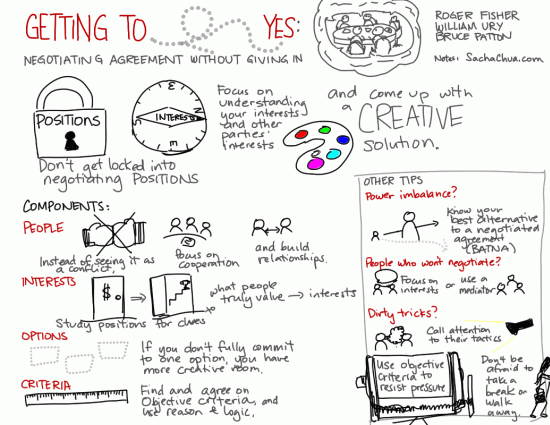 GETTING TO YES:
NEGOTIATING AGREEMENT WITHOUT GIVING IN
ROGER FISHER
WILLIAM URY
BRUCE PATTON
Notes: SachaChua.com
POSITIONS
Don't get locked into
negotiating POSITIONS
N
E
INTERESTS
Focus on
understanding
your interests
and other
parties'
interests
and come up with
a CREATIVE
solution.
COMPONENTS:
PEOPLE
Instead of seeing it as
a conflict,
Focus on
cooperation
and build
relationships.
INTERESTS
$
Study positions for clues
what people
truly value → interests
OPTIONS
If you don't fully commit
to one option, you have
more creative room.
CRITERIA
Find and agree on
Objective criteria, and
use reason & logic.
OTHER TIPS
Power imbalance?
Know your
best alternative
to a negotiated
agreement
(BATNA)
People who won't negotiate?
Focus on
interests
or use a
mediator
Dirty tricks?
Call attention
to their tactics
Use objective
criteria to
resist pressure
Don't be
afraid to
take a
break or
walk
away.